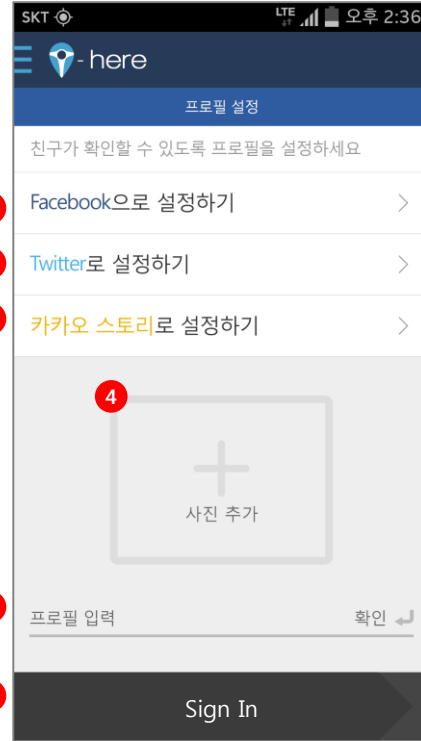 SKT LTE 오후 2:36
- here
프로필 설정
친구가 확인할 수 있도록 프로필을 설정하세요
Facebook으로 설정하기
Twitter로 설정하기
카카오 스토리로 설정하기
4
사진 추가
프로필 입력 확인
Sign In